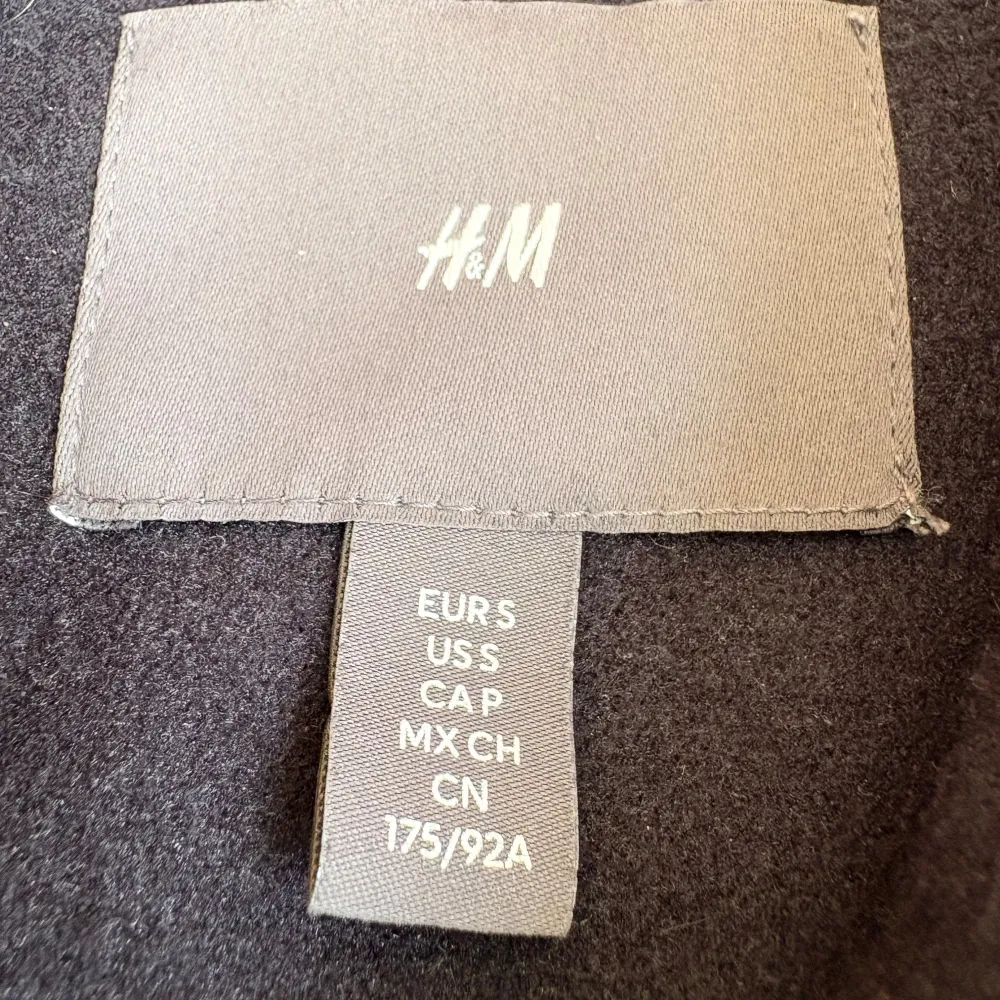 H&M
EUR S
US S
CA P
MX CH
CN
175/92A